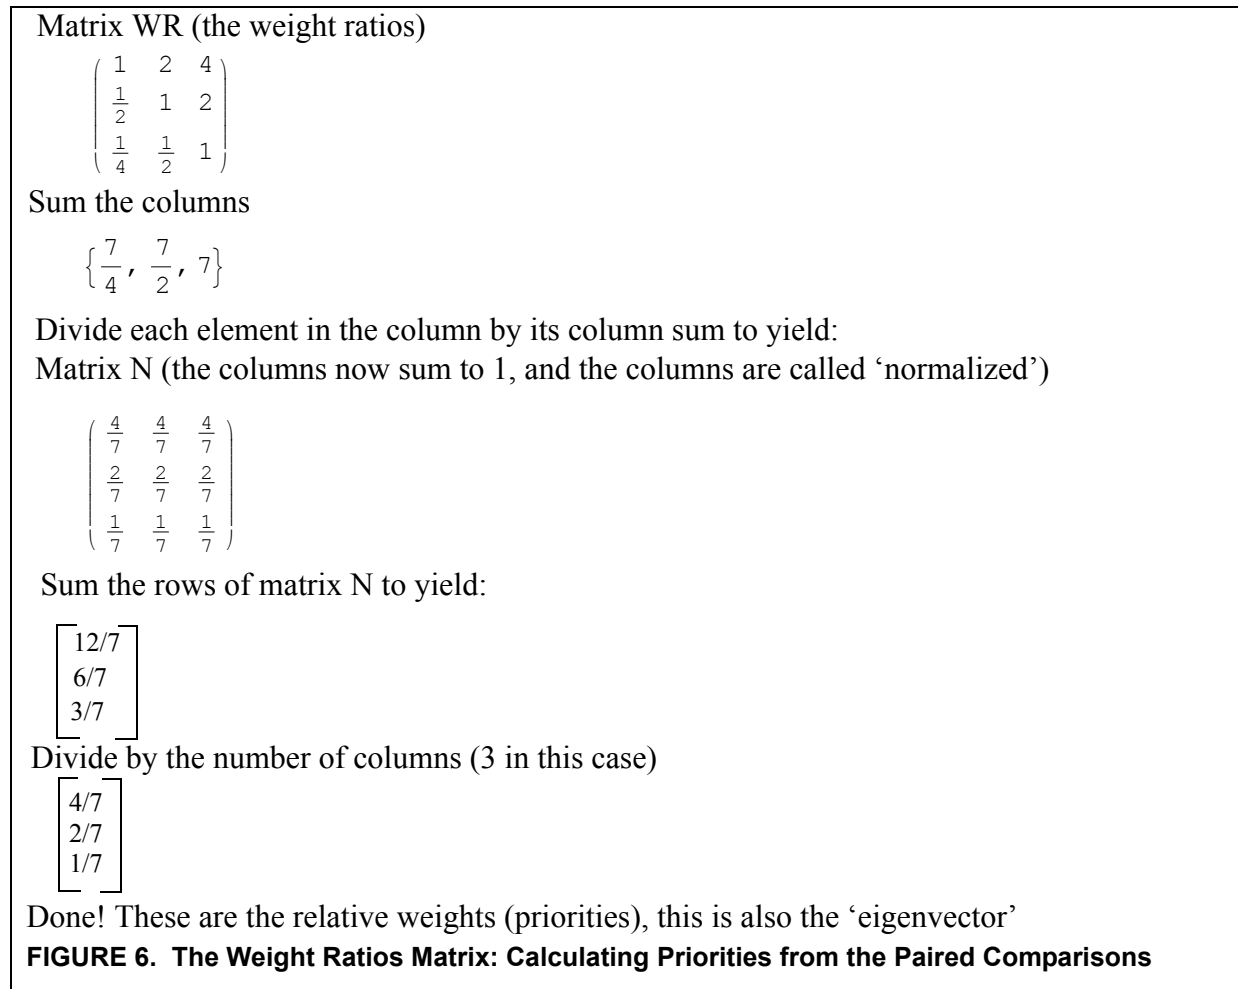 Matrix WR (the weight ratios)
1 2 4
1/2 1 2
1/4 1/2 1
Sum the columns
{7/4, 7/2, 7}
Divide each element in the column by its column sum to yield:
Matrix N (the columns now sum to 1, and the columns are called ‘normalized’)
4/7 4/7 4/7
2/7 2/7 2/7
1/7 1/7 1/7
Sum the rows of matrix N to yield:
12/7
6/7
3/7
Divide by the number of columns (3 in this case)
4/7
2/7
1/7
Done! These are the relative weights (priorities), this is also the ‘eigenvector’
FIGURE 6. The Weight Ratios Matrix: Calculating Priorities from the Paired Comparisons